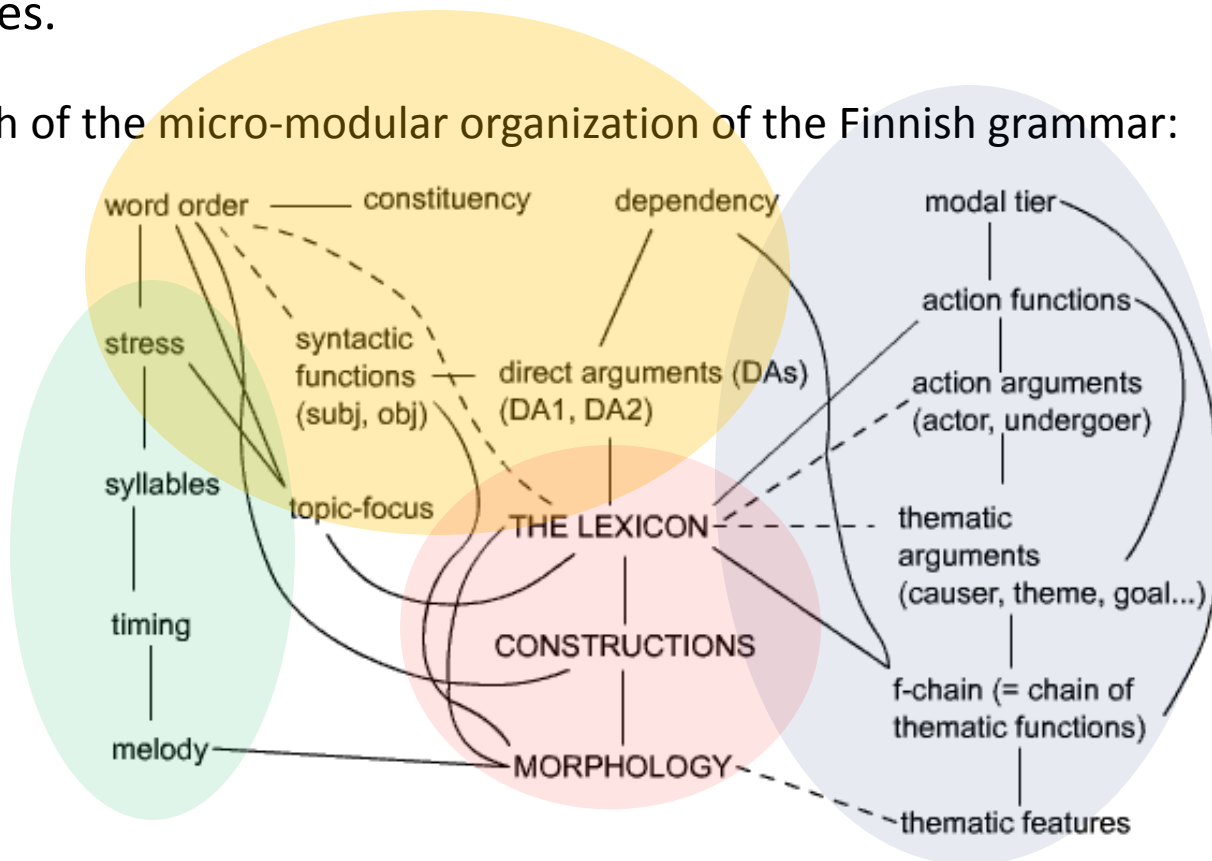 es.
h of the micro-modular organization of the Finnish grammar:
word order
constituency
dependency
modal tier
action functions
stress
syntactic
functions
(subj, obj)
direct arguments (DAs)
(DA1, DA2)
action arguments
(actor, undergoer)
syllables
topic-focus
THE LEXICON
thematic
arguments
(causer, theme, goal...)
timing
CONSTRUCTIONS
f-chain (= chain of
thematic functions)
melody
MORPHOLOGY
thematic features